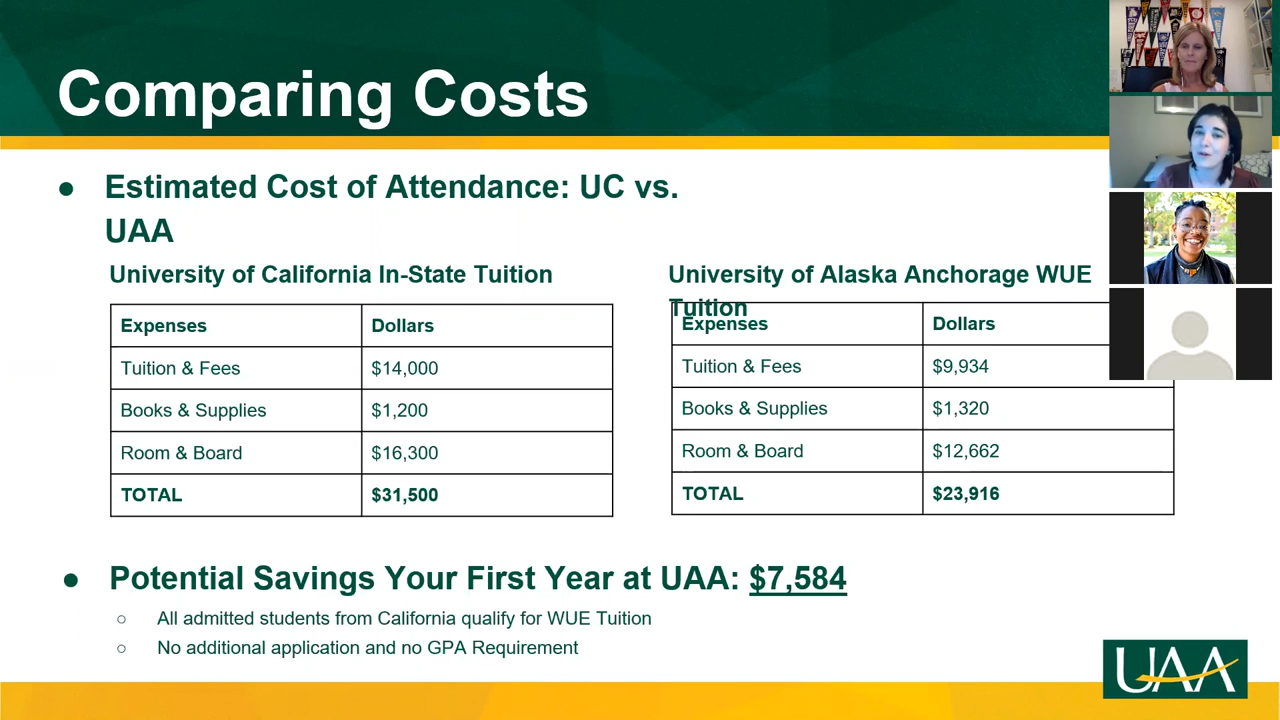 Comparing Costs
● Estimated Cost of Attendance: UC vs.
UAA
University of California In-State Tuition
Expenses Dollars
Tuition & Fees $14,000
Books & Supplies $1,200
Room & Board $16,300
TOTAL $31,500
University of Alaska Anchorage WUE
Tuition
Expenses Dollars
Tuition & Fees $9,934
Books & Supplies $1,320
Room & Board $12,662
TOTAL $23,916
● Potential Savings Your First Year at UAA: $7,584
○ All admitted students from California qualify for WUE Tuition
○ No additional application and no GPA Requirement
UAA